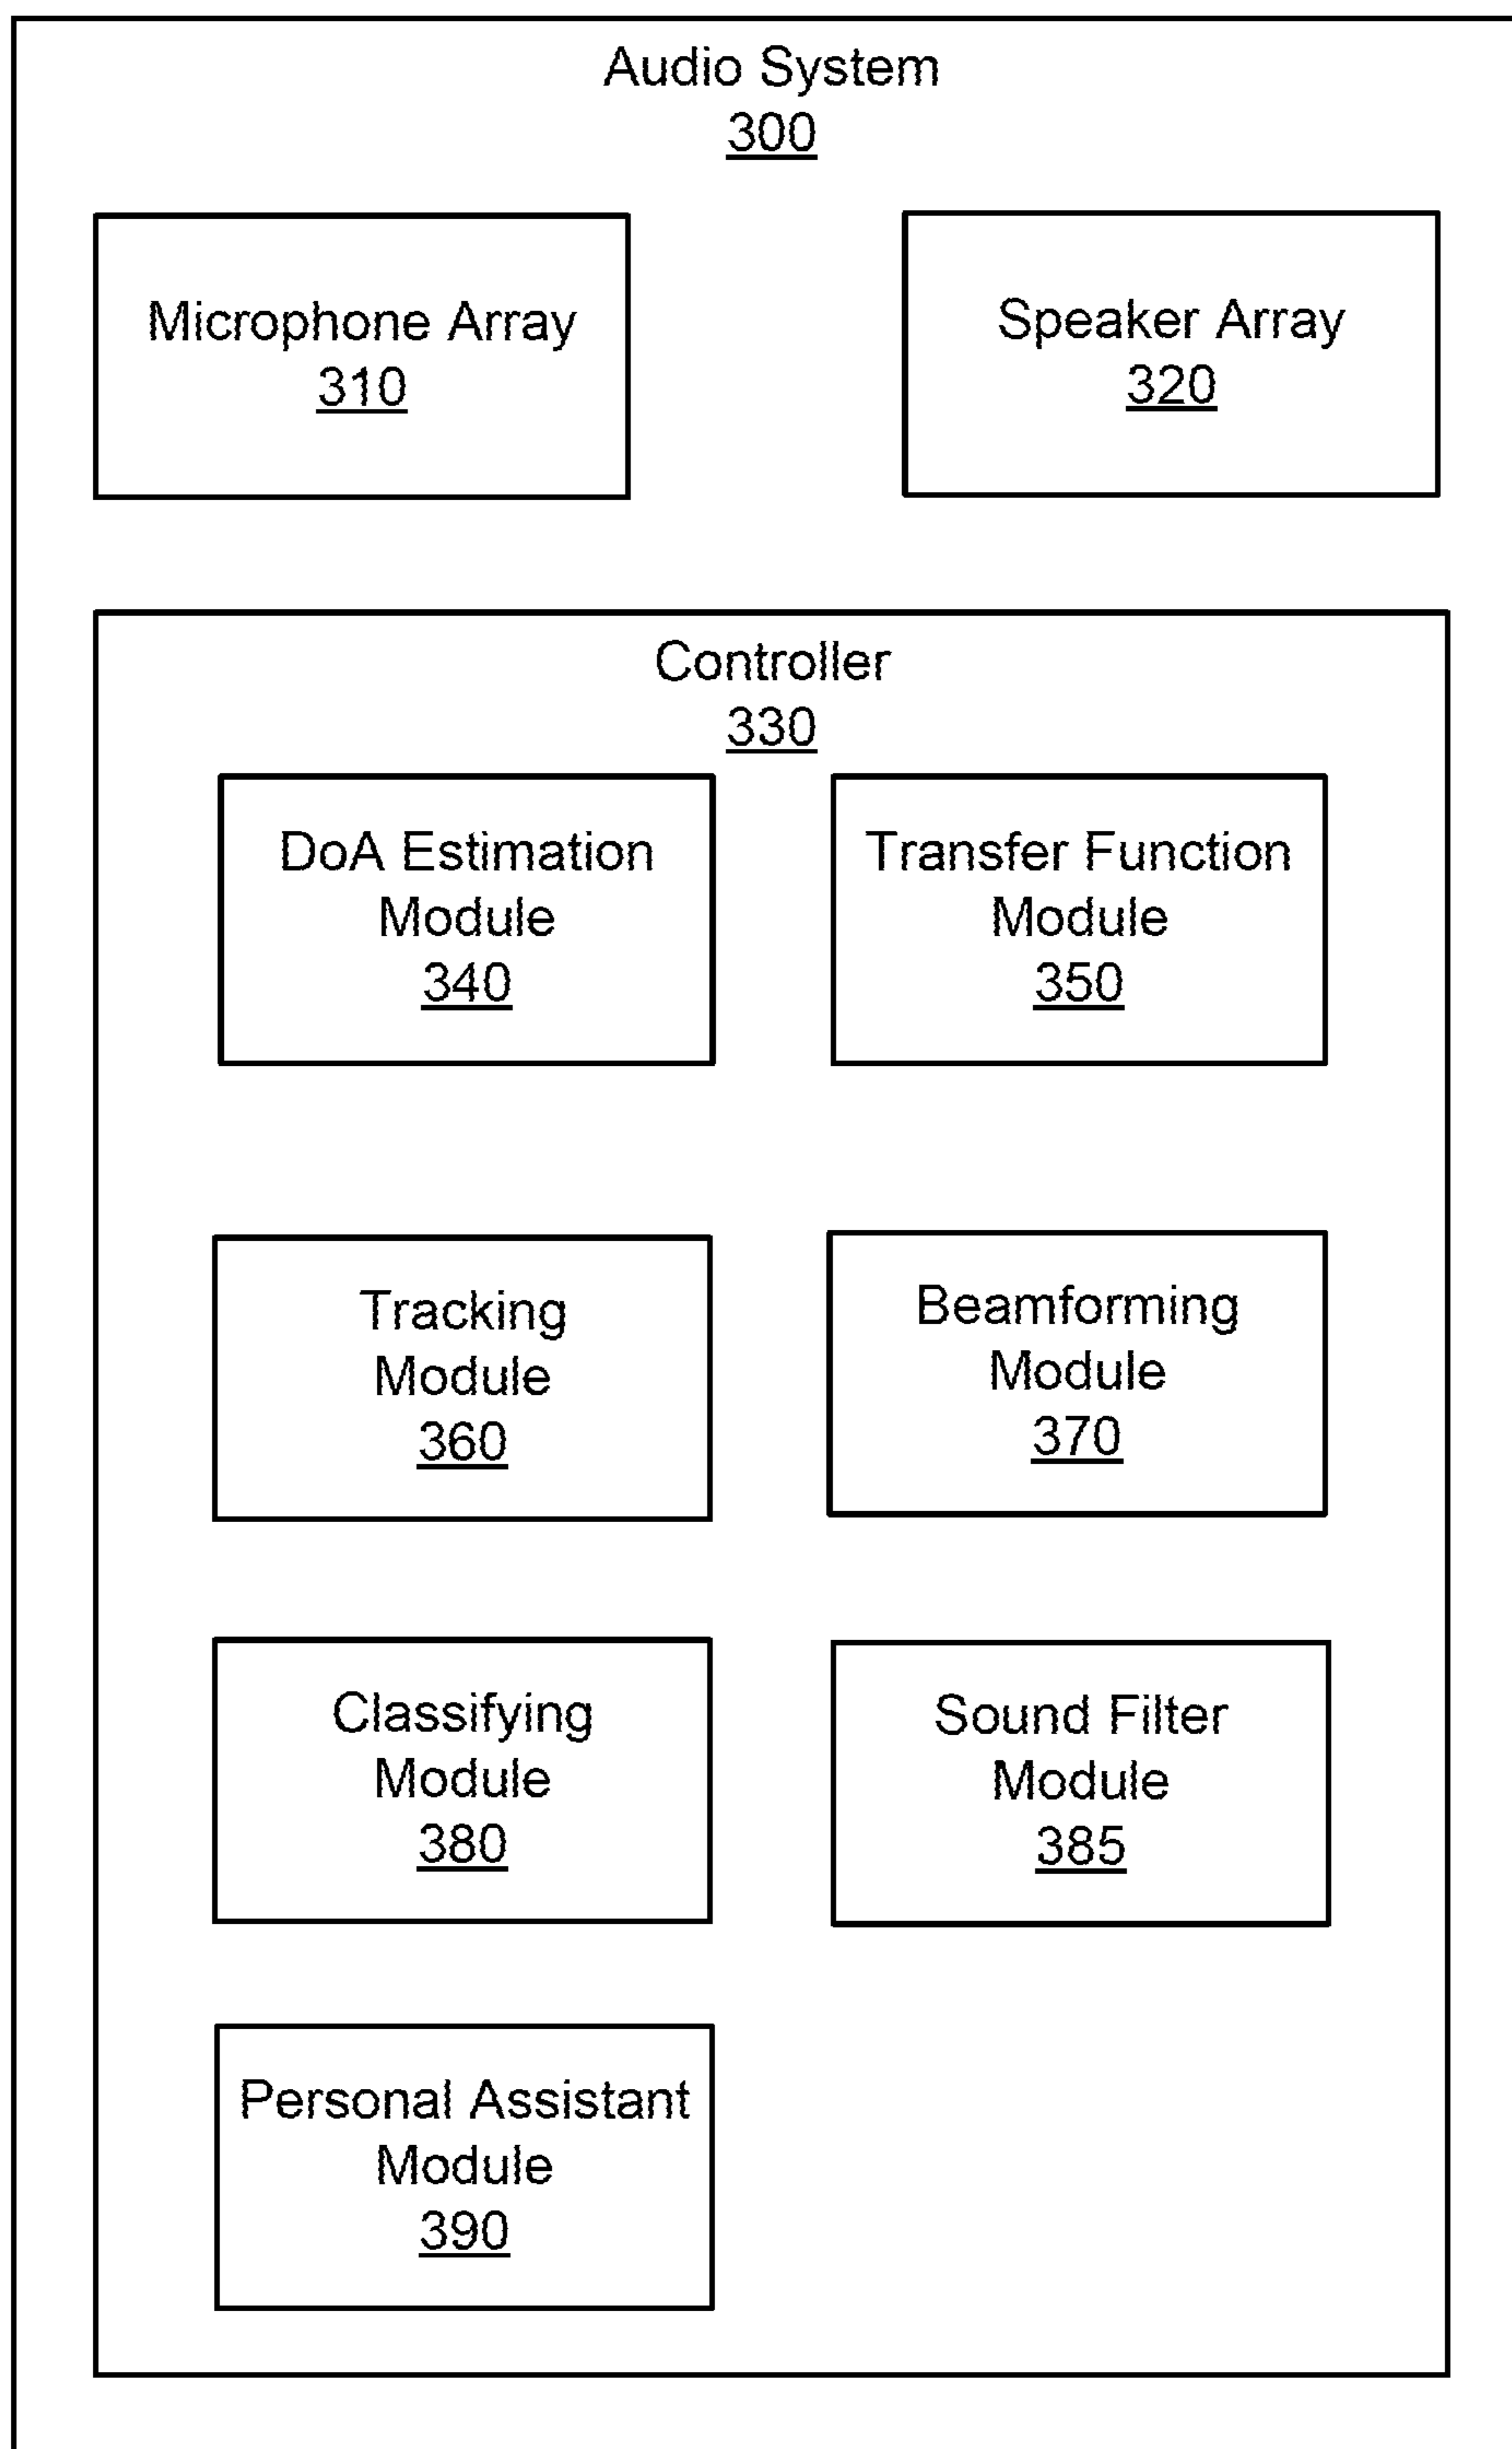 Audio System
300
Microphone Array
310
Speaker Array
320
Controller
330
DoA Estimation
Module
340
Transfer Function
Module
350
Tracking
Module
360
Beamforming
Module
370
Classifying
Module
380
Sound Filter
Module
385
Personal Assistant
Module
390